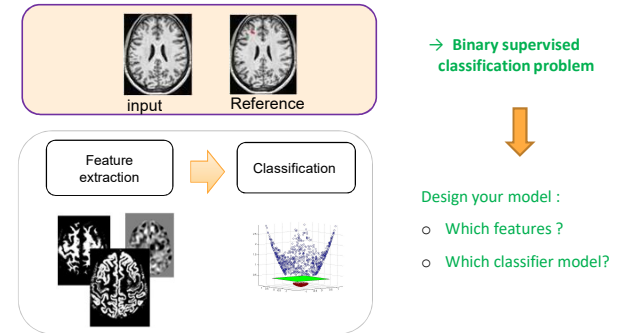 input
Reference
→ Binary supervised
classification problem
Feature
extraction
Classification
Design your model :
o Which features ?
o Which classifier model?